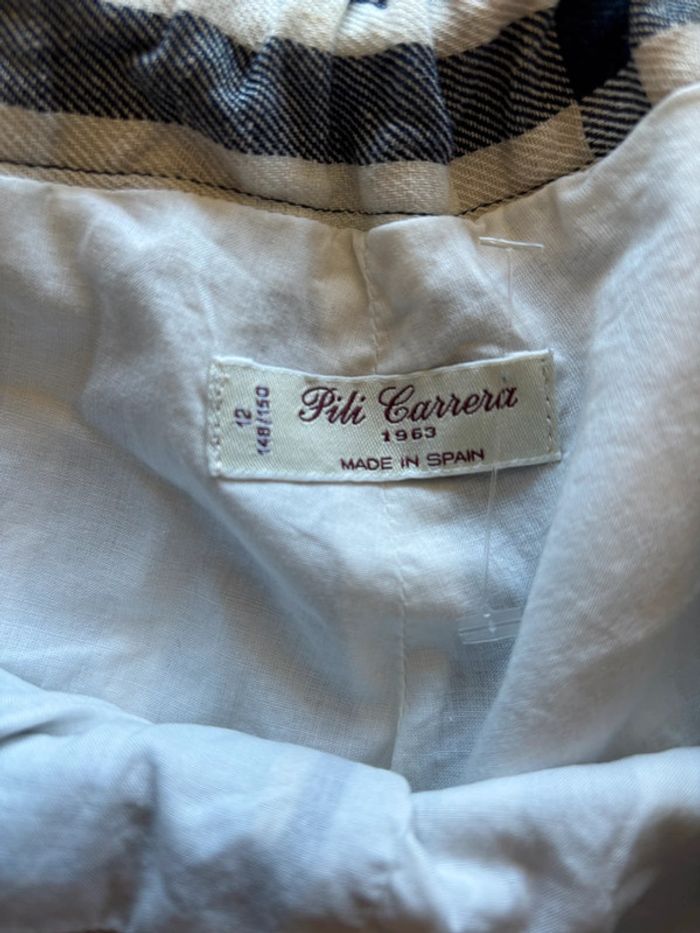 12
148/150
Pili Carrera
1963
MADE IN SPAIN